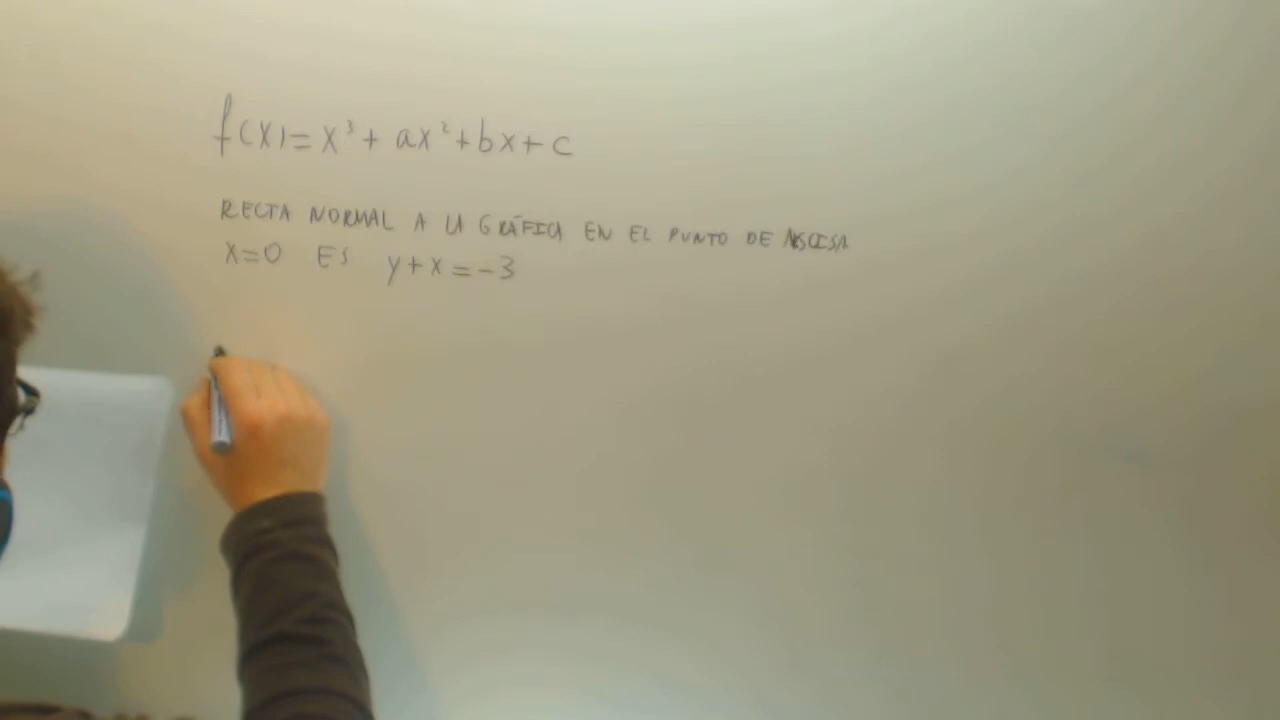 f(x)=x³+ax²+bx+c
RECTA NORMAL A LA GRÁFICA EN EL PUNTO DE ABSCISA
x=0 ES y+x=-3